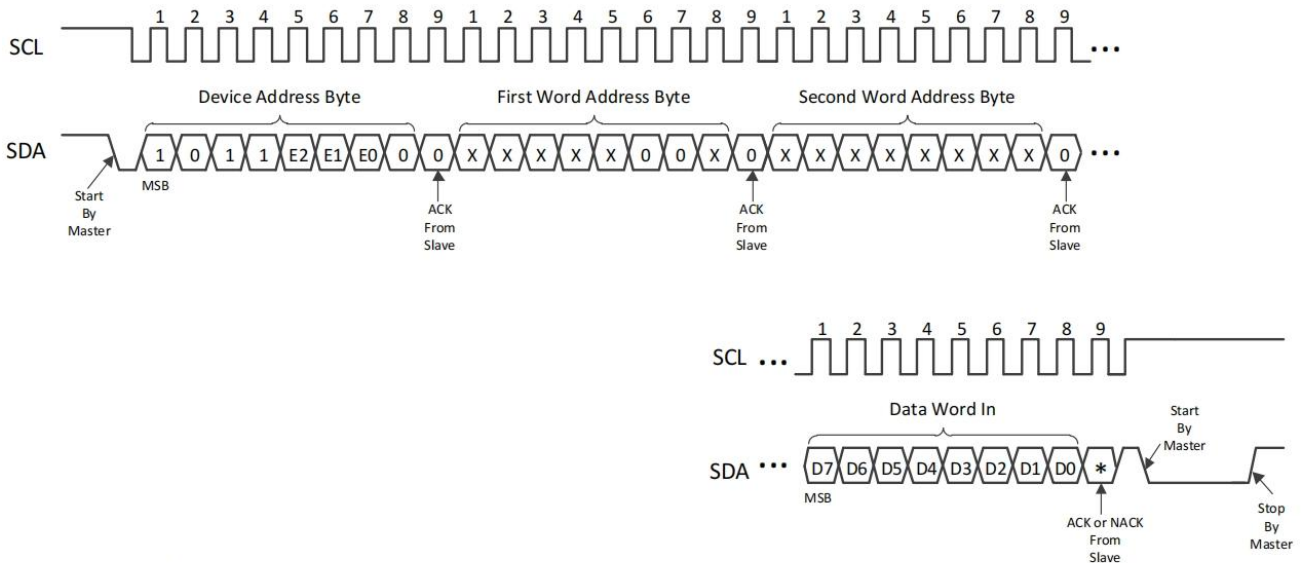 1 2 3 4 5 6 7 8 9 1 2 3 4 5 6 7 8 9 1 2 3 4 5 6 7 8 9
SCL ...
Device Address Byte First Word Address Byte Second Word Address Byte
SDA 1 0 1 1 E2 E1 E0 0 0 X X X X X 0 0 X 0 X X X X X X X X 0 ...
MSB
Start
By
Master
ACK
From
Slave
ACK
From
Slave
ACK
From
Slave
1 2 3 4 5 6 7 8 9
SCL ...
Data Word In
Start
By
Master
SDA ... D7 D6 D5 D4 D3 D2 D1 D0 *
MSB
ACK or NACK
From
Slave
Stop
By
Master